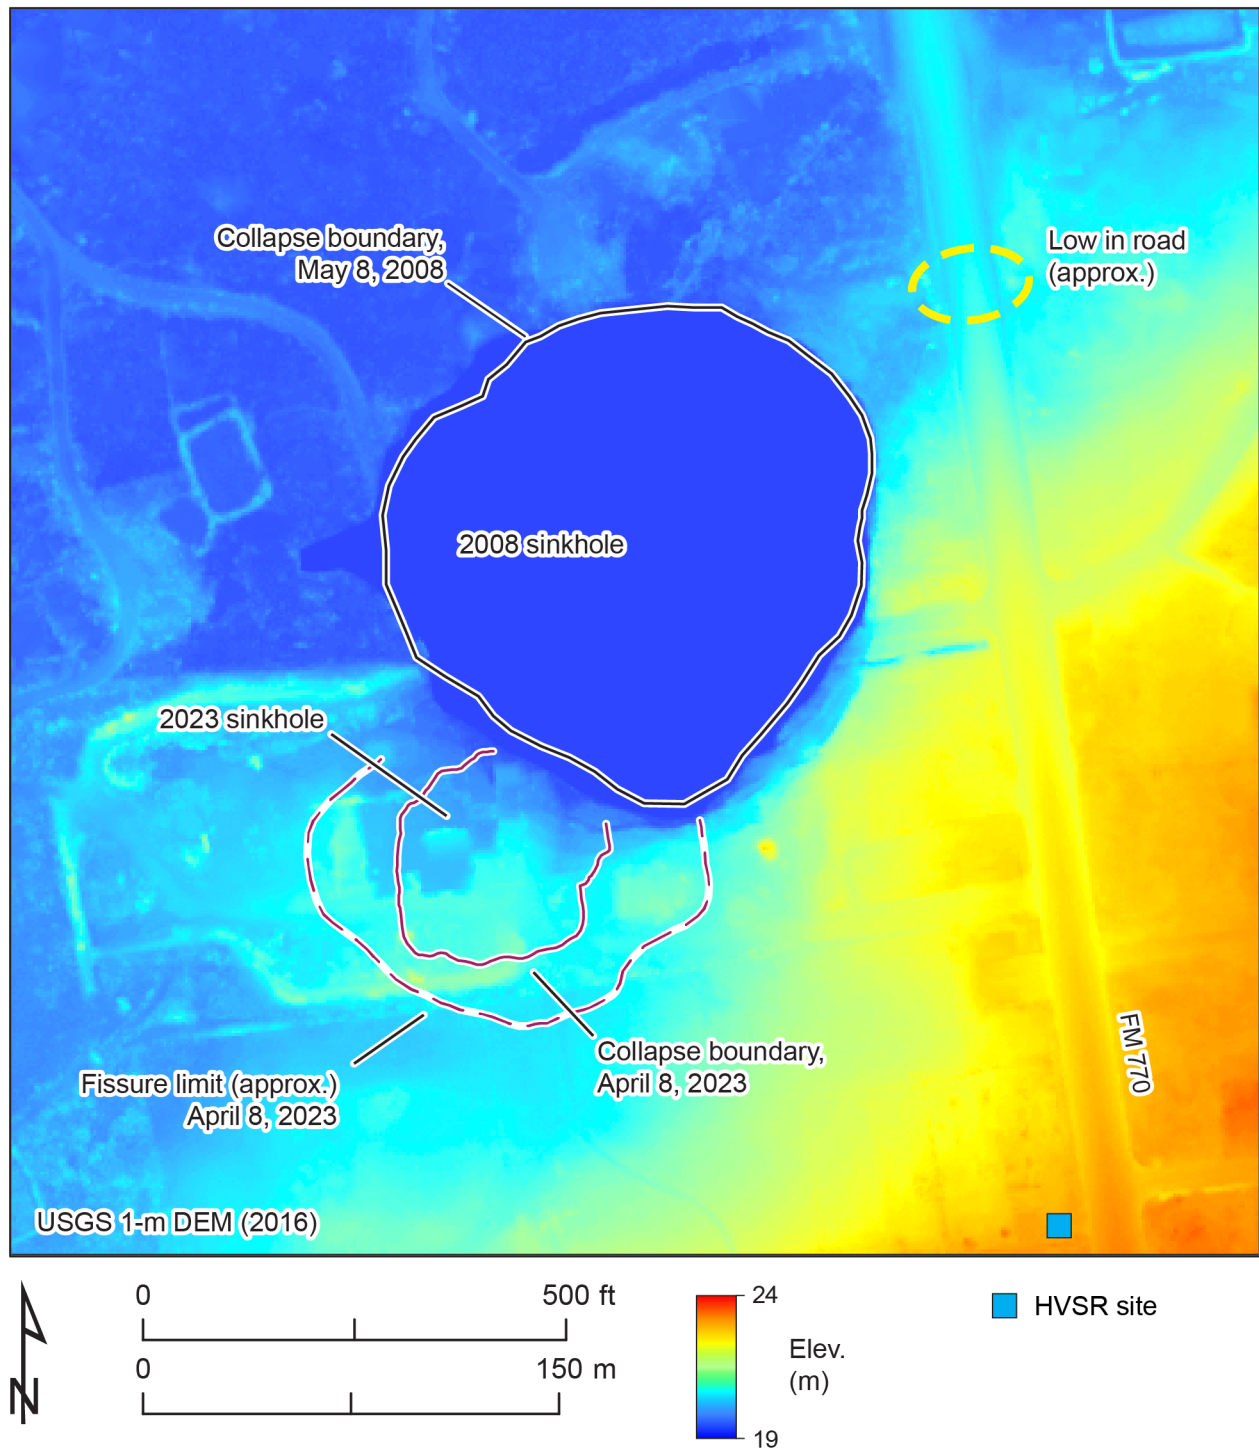 Collapse boundary,
May 8, 2008
Low in road
(approx.)
2008 sinkhole
2023 sinkhole
FM 770
Collapse boundary,
April 8, 2023
Fissure limit (approx.)
April 8, 2023
USGS 1-m DEM (2016)
N
0 500 ft
0 150 m
24
Elev.
(m)
19
HVSR site